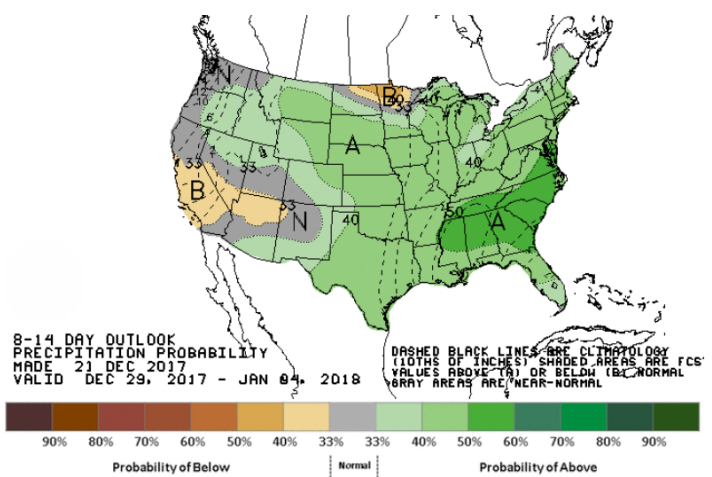 N
B
40
40
33
A
33
33
40
B
33
N
40
50
A
8-14 DAY OUTLOOK
PRECIPITATION PROBABILITY
MADE 21 DEC 2017
VALID DEC 29, 2017 - JAN 04, 2018
DASHED BLACK LINES ARE CLIMATOLOGY
(10THS OF INCHES) SHADED AREAS ARE FCST
VALUES ABOVE (A) OR BELOW (B) NORMAL
GRAY AREAS ARE NEAR-NORMAL
90% 80% 70% 60% 50% 40% 33% 33% 40% 50% 60% 70% 80% 90%
Probability of Below Normal Probability of Above